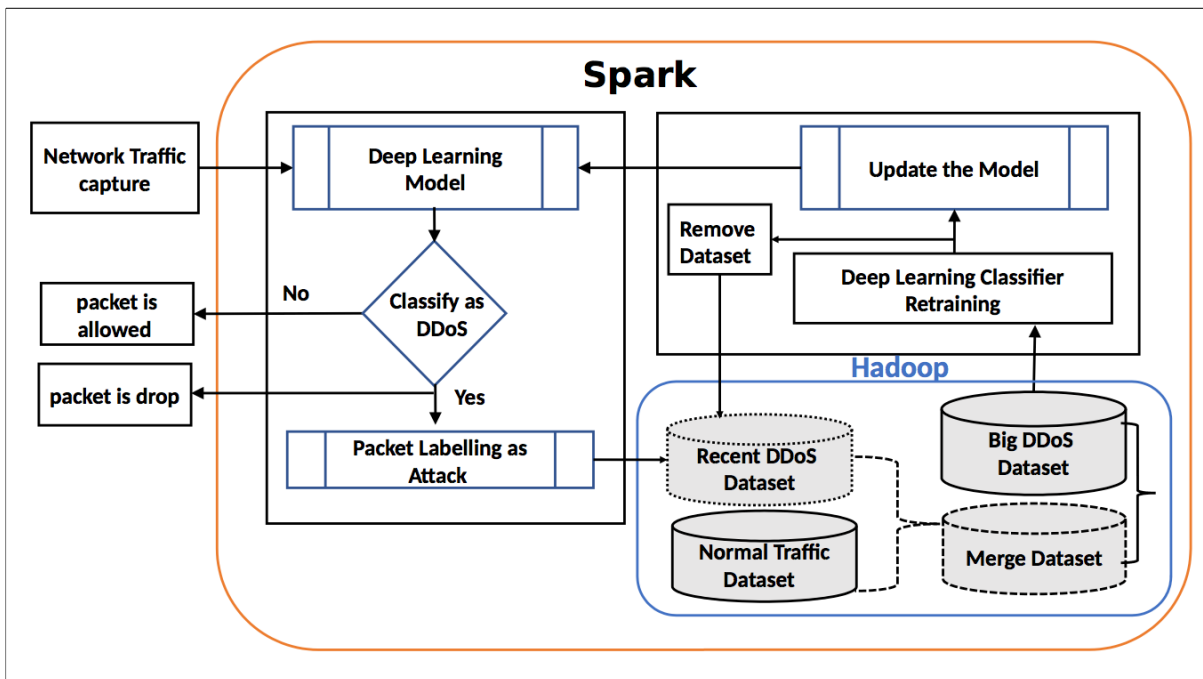 Spark
Network Traffic
capture
Deep Learning
Model
Update the Model
Remove
Dataset
Deep Learning Classifier
Retraining
No
Classify as
DDoS
packet is
allowed
packet is drop
Yes
Hadoop
Packet Labelling as
Attack
Recent DDoS
Dataset
Big DDoS
Dataset
Normal Traffic
Dataset
Merge Dataset